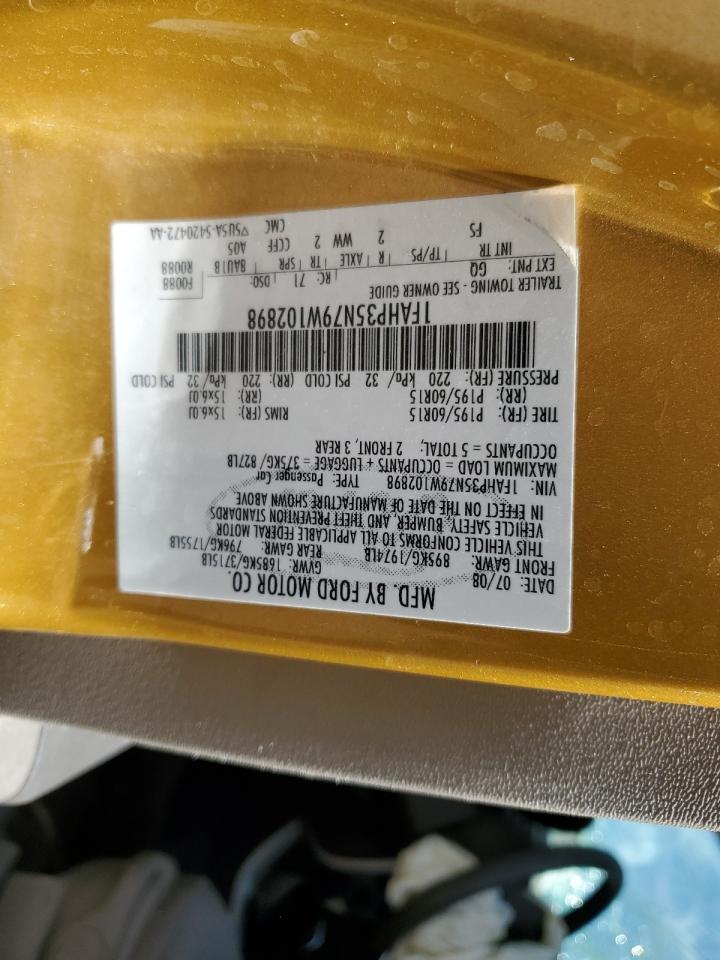 MFD. BY FORD MOTOR CO.
DATE: 07/08 GVWR: 1685KG/3715LB
FRONT GAWR: 895KG/1974LB REAR GAWR: 796KG/1755LB
THIS VEHICLE CONFORMS TO ALL APPLICABLE FEDERAL MOTOR
VEHICLE SAFETY, BUMPER, AND THEFT PREVENTION STANDARDS
IN EFFECT ON THE DATE OF MANUFACTURE SHOWN ABOVE
VIN: 1FAHP35N79W102898 TYPE: Passenger Car
MAXIMUM LOAD = OCCUPANTS + LUGGAGE = 375KG/ 827LB
OCCUPANTS = 5 TOTAL; 2 FRONT, 3 REAR
TIRE (FR): P195/60R15 RIMS (FR): 15x6.0J
(RR): P195/60R15 (RR): 15x6.0J
PRESSURE (FR): 220 kPa/ 32 PSI COLD (RR): 220 kPa/ 32 PSI COLD
1FAHP35N79W102898
TRAILER TOWING - SEE OWNER GUIDE
EXT PNT: GQ RC: 71 DSO: F0088 R0088
INT TR TP/PS R AXLE TR SPR 8AU1B
FS 2 WW 2 CCFF A05
CMC ▽5U5A-5420472-AA